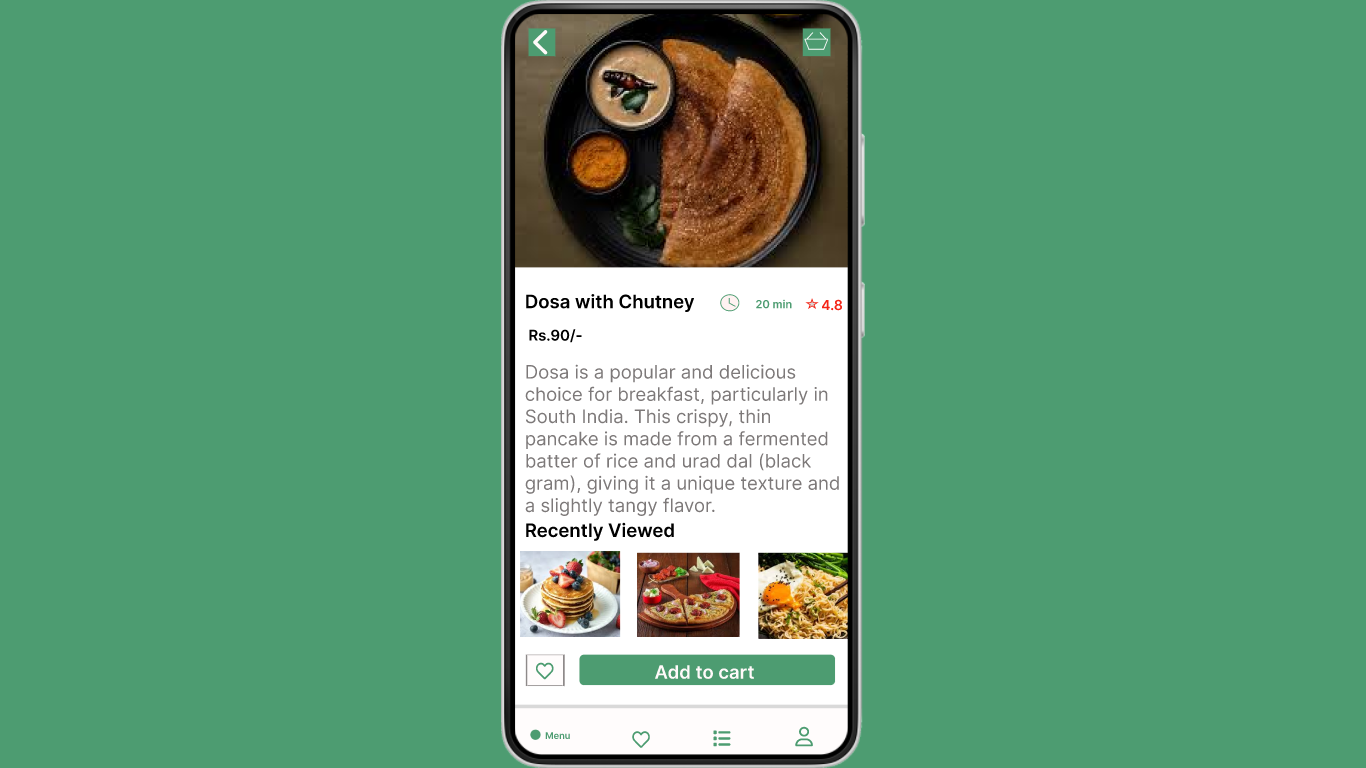 Dosa with Chutney
20 min
4.8
Rs.90/-
Dosa is a popular and delicious
choice for breakfast, particularly in
South India. This crispy, thin
pancake is made from a fermented
batter of rice and urad dal (black
gram), giving it a unique texture and
a slightly tangy flavor.
Recently Viewed
Add to cart
Menu